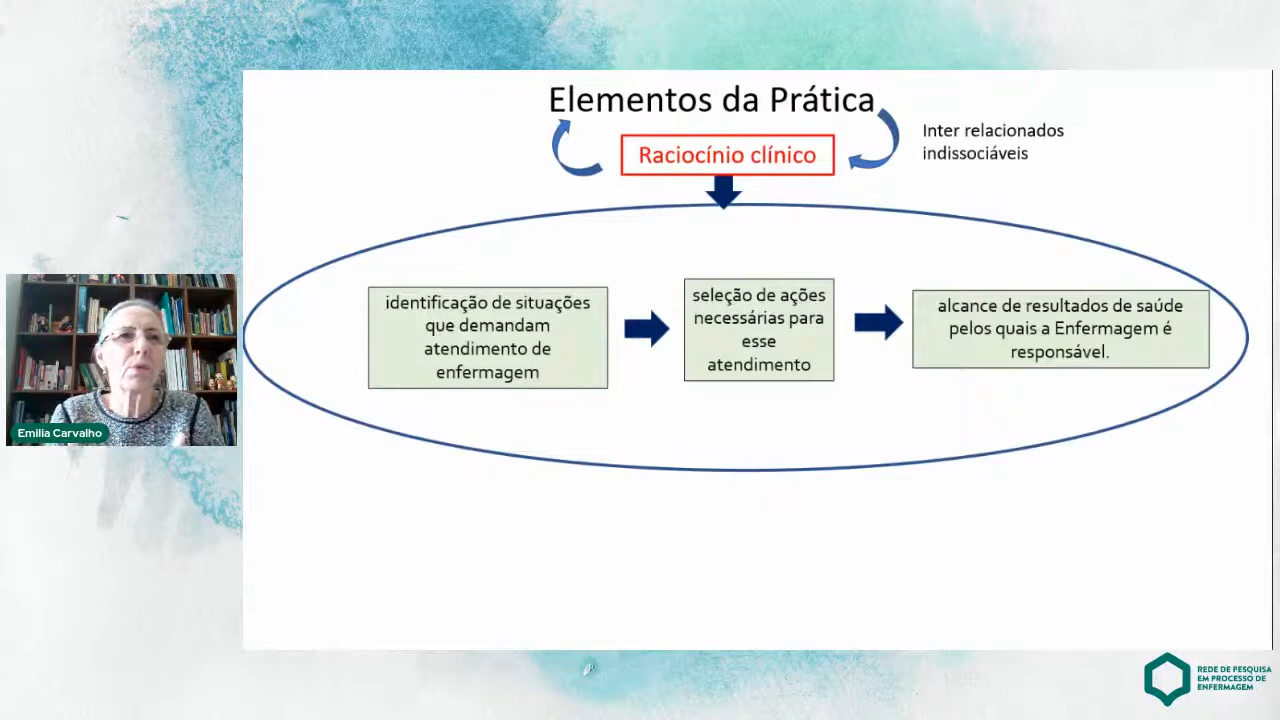 Elementos da Prática
Raciocínio clínico
Inter relacionados
indissociáveis
identificação de situações
que demandam
atendimento de
enfermagem
seleção de ações
necessárias para
esse
atendimento
alcance de resultados de saúde
pelos quais a Enfermagem é
responsável.
Emilia Carvalho
REDE DE PESQUISA
EM PROCESSO DE
ENFERMAGEM